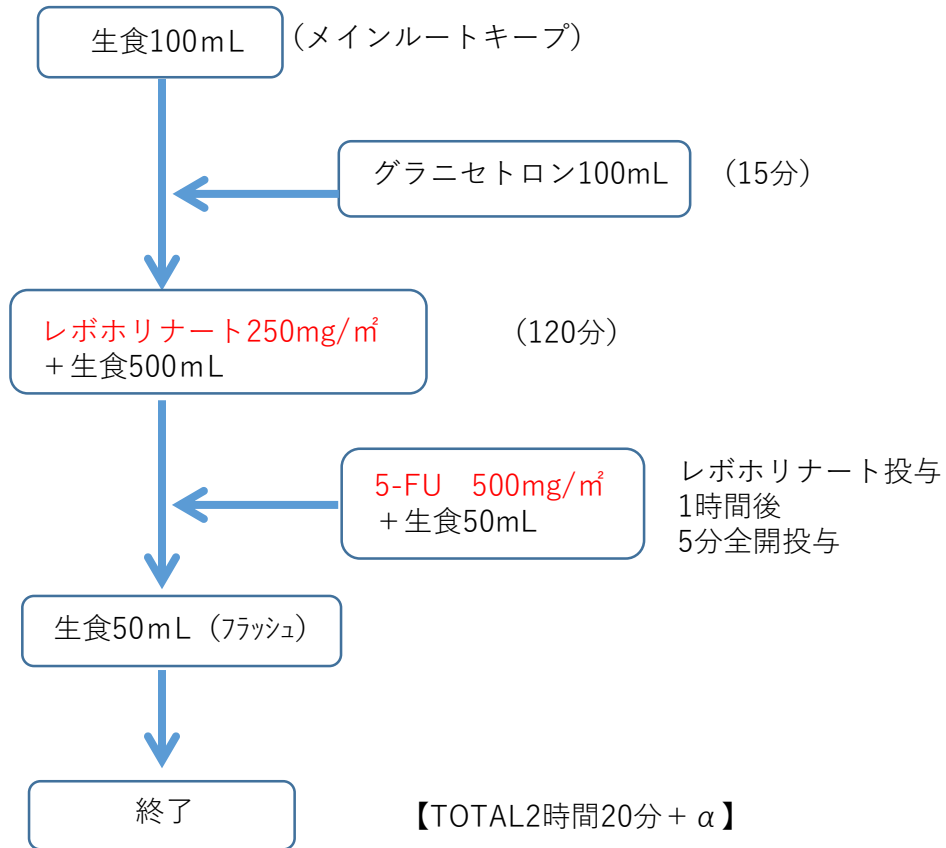 生食100mL (メインルートキープ)
グラニセトロン100mL (15分)
レボホリナート250mg/㎡ (120分)
+生食500mL
5-FU 500mg/㎡
+生食50mL
レボホリナート投与
1時間後
5分全開投与
生食50mL (ﾌﾗｯｼｭ)
終了
【TOTAL2時間20分+α】